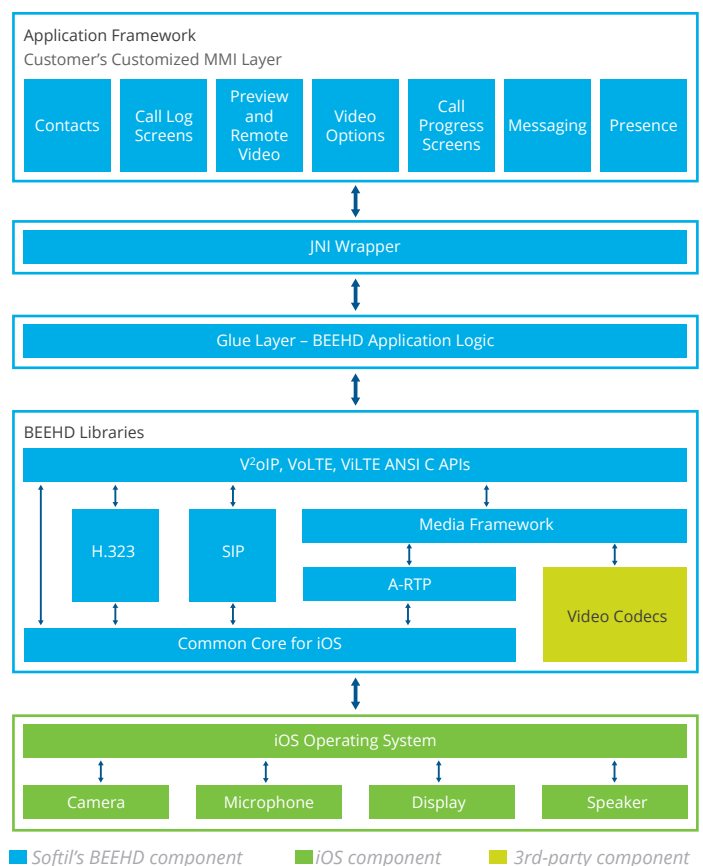 Application Framework
Customer's Customized MMI Layer
Contacts
Call Log
Screens
Preview
and
Remote
Video
Video
Options
Call
Progress
Screens
Messaging
Presence
JNI Wrapper
Glue Layer – BEEHD Application Logic
BEEHD Libraries
V²oIP, VoLTE, ViLTE ANSI C APIs
H.323
SIP
Media Framework
A-RTP
Video Codecs
Common Core for iOS
iOS Operating System
Camera
Microphone
Display
Speaker
Softil's BEEHD component
iOS component
3rd-party component